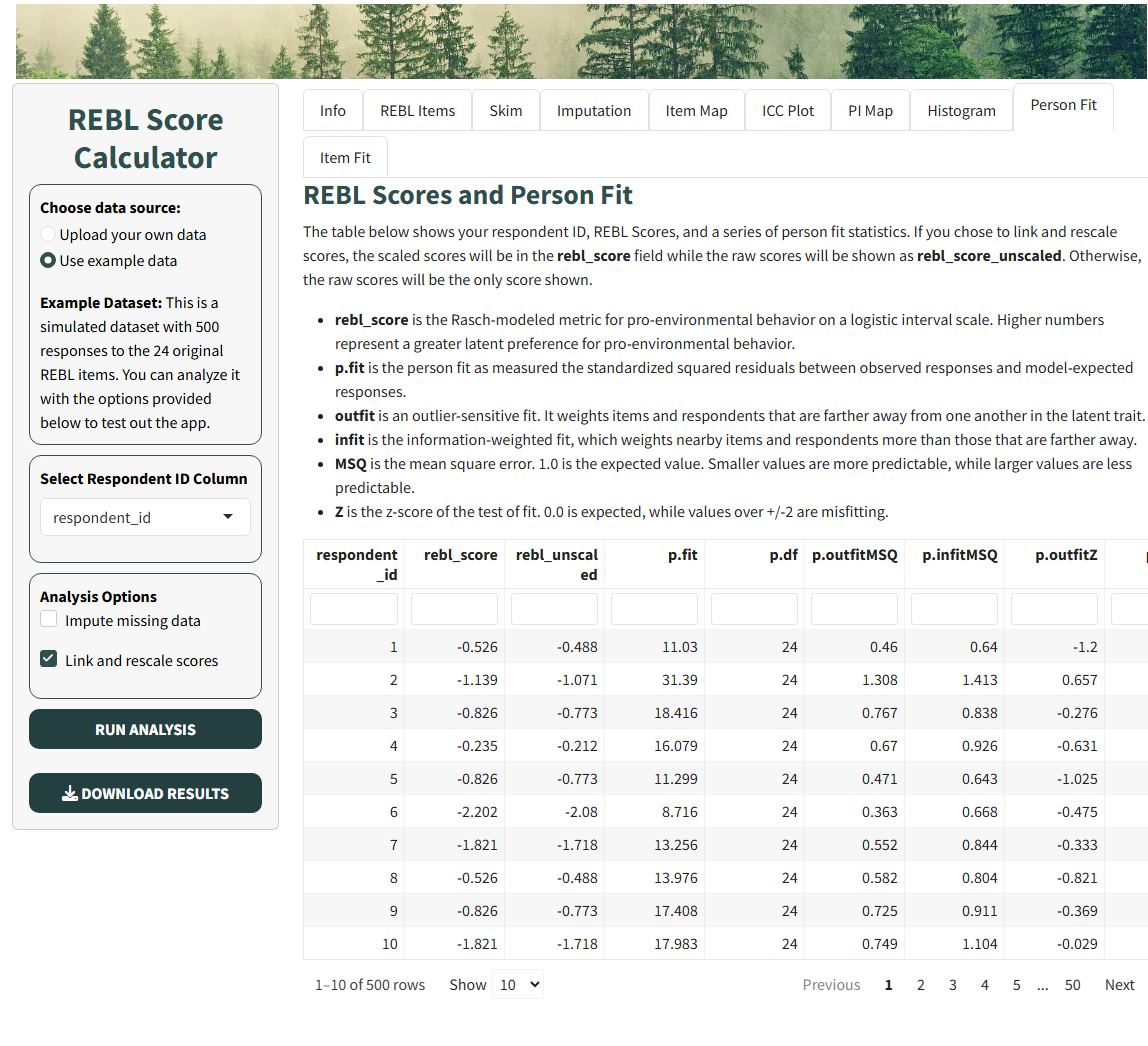 REBL Score
Calculator
Choose data source:
Upload your own data
Use example data
Example Dataset: This is a
simulated dataset with 500
responses to the 24 original
REBL items. You can analyze it
with the options provided
below to test out the app.
Select Respondent ID Column
respondent_id
Analysis Options
Impute missing data
Link and rescale scores
RUN ANALYSIS
DOWNLOAD RESULTS
Info REBL Items Skim Imputation Item Map ICC Plot PI Map Histogram Person Fit
Item Fit
REBL Scores and Person Fit
The table below shows your respondent ID, REBL Scores, and a series of person fit statistics. If you chose to link and rescale
scores, the scaled scores will be in the rebl_score field while the raw scores will be shown as rebl_score_unscaled. Otherwise,
the raw scores will be the only score shown.
• rebl_score is the Rasch-modeled metric for pro-environmental behavior on a logistic interval scale. Higher numbers
represent a greater latent preference for pro-environmental behavior.
• p.fit is the person fit as measured the standardized squared residuals between observed responses and model-expected
responses.
• outfit is an outlier-sensitive fit. It weights items and respondents that are farther away from one another in the latent trait.
• infit is the information-weighted fit, which weights nearby items and respondents more than those that are farther away.
• MSQ is the mean square error. 1.0 is the expected value. Smaller values are more predictable, while larger values are less
predictable.
• Z is the z-score of the test of fit. 0.0 is expected, while values over +/-2 are misfitting.
respondent rebl_score rebl_unscal p.fit p.df p.outfitMSQ p.infitMSQ p.outfitZ
_id ed
1 -0.526 -0.488 11.03 24 0.46 0.64 -1.2
2 -1.139 -1.071 31.39 24 1.308 1.413 0.657
3 -0.826 -0.773 18.416 24 0.767 0.838 -0.276
4 -0.235 -0.212 16.079 24 0.67 0.926 -0.631
5 -0.826 -0.773 11.299 24 0.471 0.643 -1.025
6 -2.202 -2.08 8.716 24 0.363 0.668 -0.475
7 -1.821 -1.718 13.256 24 0.552 0.844 -0.333
8 -0.526 -0.488 13.976 24 0.582 0.804 -0.821
9 -0.826 -0.773 17.408 24 0.725 0.911 -0.369
10 -1.821 -1.718 17.983 24 0.749 1.104 -0.029
1–10 of 500 rows Show 10 Previous 1 2 3 4 5 ... 50 Next